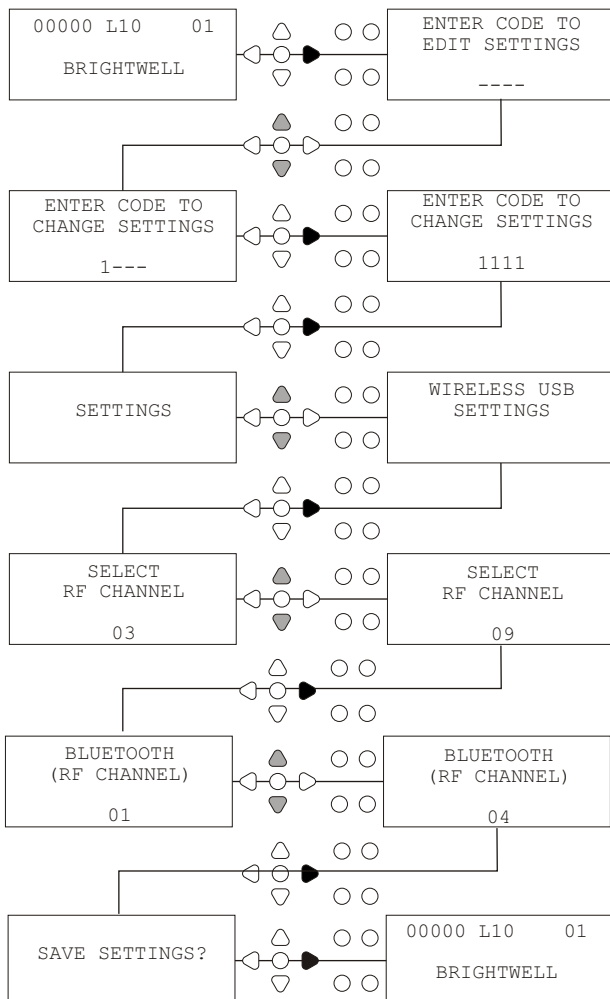 00000 L10 01
BRIGHTWELL
ENTER CODE TO
EDIT SETTINGS
----
ENTER CODE TO
CHANGE SETTINGS
1---
ENTER CODE TO
CHANGE SETTINGS
1111
SETTINGS
WIRELESS USB
SETTINGS
SELECT
RF CHANNEL
03
SELECT
RF CHANNEL
09
BLUETOOTH
(RF CHANNEL)
01
BLUETOOTH
(RF CHANNEL)
04
SAVE SETTINGS?
00000 L10 01
BRIGHTWELL